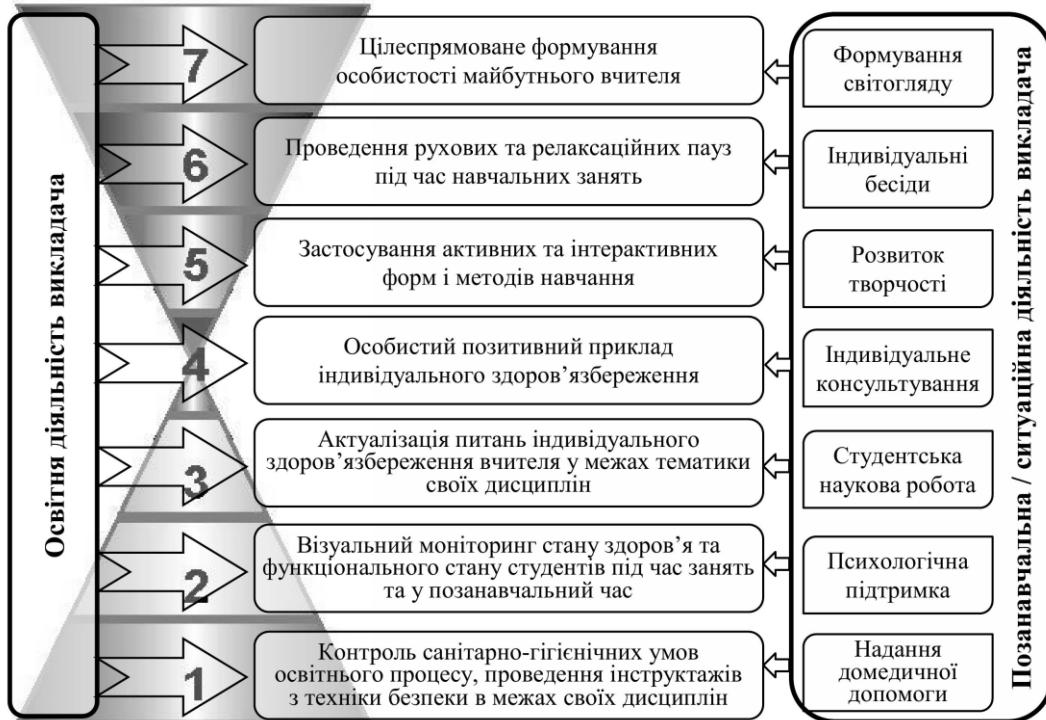 Освітня діяльність викладача
7
Цілеспрямоване формування
особистості майбутнього вчителя
Формування
світогляду
6
Проведення рухових та релаксаційних пауз
під час навчальних занять
Індивідуальні
бесіди
5
Застосування активних та інтерактивних
форм і методів навчання
Розвиток
творчості
4
Особистий позитивний приклад
індивідуального здоров’язбереження
Індивідуальне
консультування
3
Актуалізація питань індивідуального
здоров’язбереження вчителя у межах тематики
своїх дисциплін
Студентська
наукова робота
2
Візуальний моніторинг стану здоров’я та
функціонального стану студентів під час занять
та у позанавчальний час
Психологічна
підтримка
1
Контроль санітарно-гігієнічних умов
освітнього процесу, проведення інструктажів
з техніки безпеки в межах своїх дисциплін
Надання
домедичної
допомоги
Позанавчальна / ситуаційна діяльність викладача